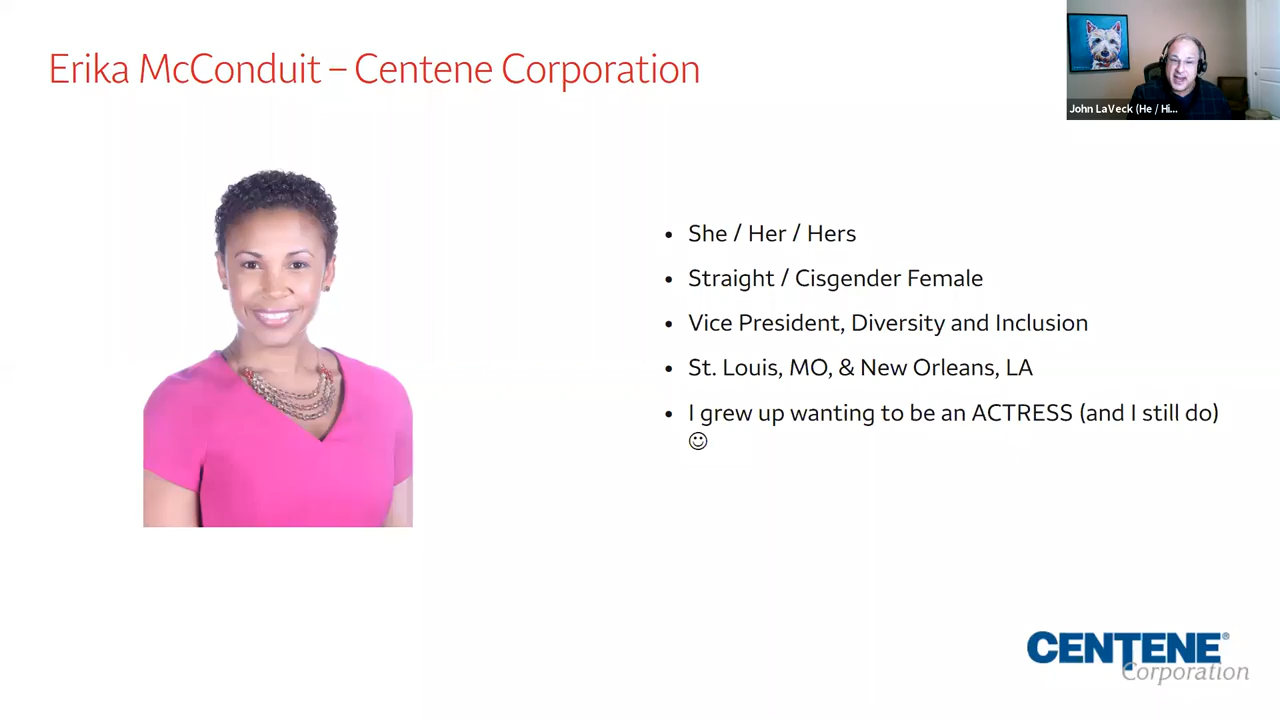 Erika McConduit – Centene Corporation
John LaVeck (He / Hi...
• She / Her / Hers
• Straight / Cisgender Female
• Vice President, Diversity and Inclusion
• St. Louis, MO, & New Orleans, LA
• I grew up wanting to be an ACTRESS (and I still do)
☺
CENTENE®
Corporation